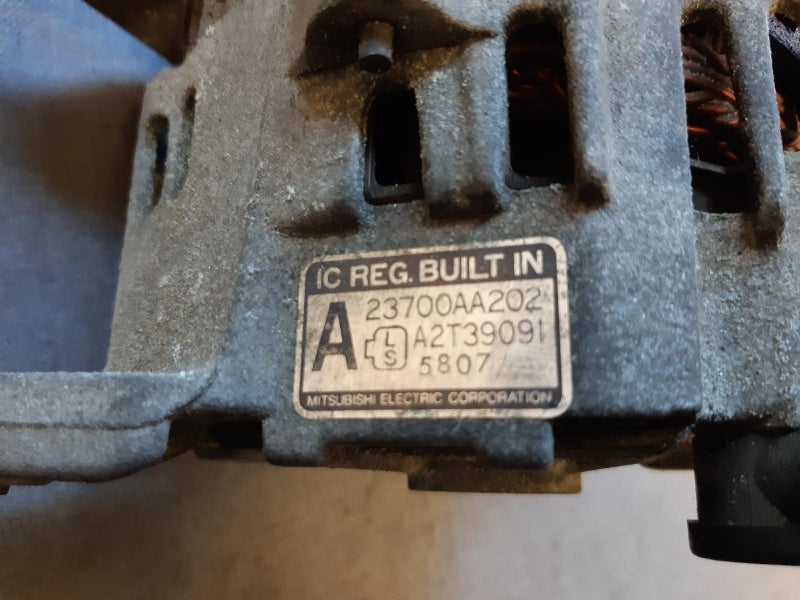 IC REG. BUILT IN
A 23700AA202
L A2T39091
S 5807
MITSUBISHI ELECTRIC CORPORATION